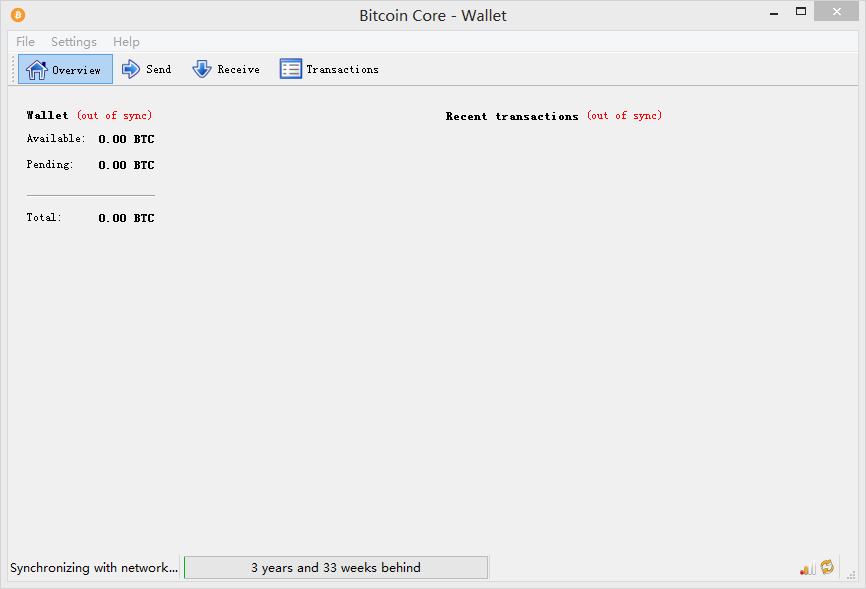 Bitcoin Core - Wallet
File Settings Help
Overview Send Receive Transactions
Wallet (out of sync) Recent transactions (out of sync)
Available: 0.00 BTC
Pending: 0.00 BTC
Total: 0.00 BTC
Synchronizing with network... 3 years and 33 weeks behind